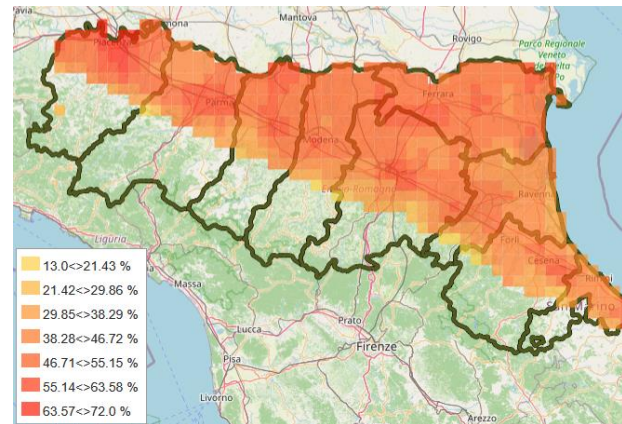 Mantova
Rovigo
Parco Regionale
Veneto
Piacenza
Ferrara
Parma
Modena
Ravenna
Liguria
Forlì
Cesena
Rimini
Massa
Lucca
Prato
Firenze
Pisa
Livorno
Arezzo
13.0<>21.43 %
21.42<>29.86 %
29.85<>38.29 %
38.28<>46.72 %
46.71<>55.15 %
55.14<>63.58 %
63.57<>72.0 %